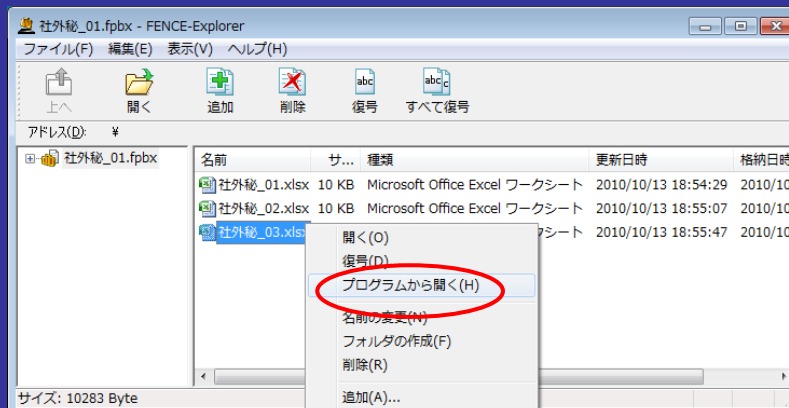 社外秘_01.fpbx - FENCE-Explorer
ファイル(F) 編集(E) 表示(V) ヘルプ(H)
上へ 開く 追加 削除 復号 すべて復号
アドレス(D): ¥
社外秘_01.fpbx
名前 サ... 種類 更新日時 格納日時
社外秘_01.xlsx 10 KB Microsoft Office Excel ワークシート 2010/10/13 18:54:29 2010/10
社外秘_02.xlsx 10 KB Microsoft Office Excel ワークシート 2010/10/13 18:55:07 2010/10
社外秘_03.xlsx ワークシート 2010/10/13 18:55:47 2010/10
開く(O)
復号(D)
プログラムから開く(H)
名前の変更(N)
フォルダの作成(F)
削除(R)
追加(A)...
サイズ: 10283 Byte